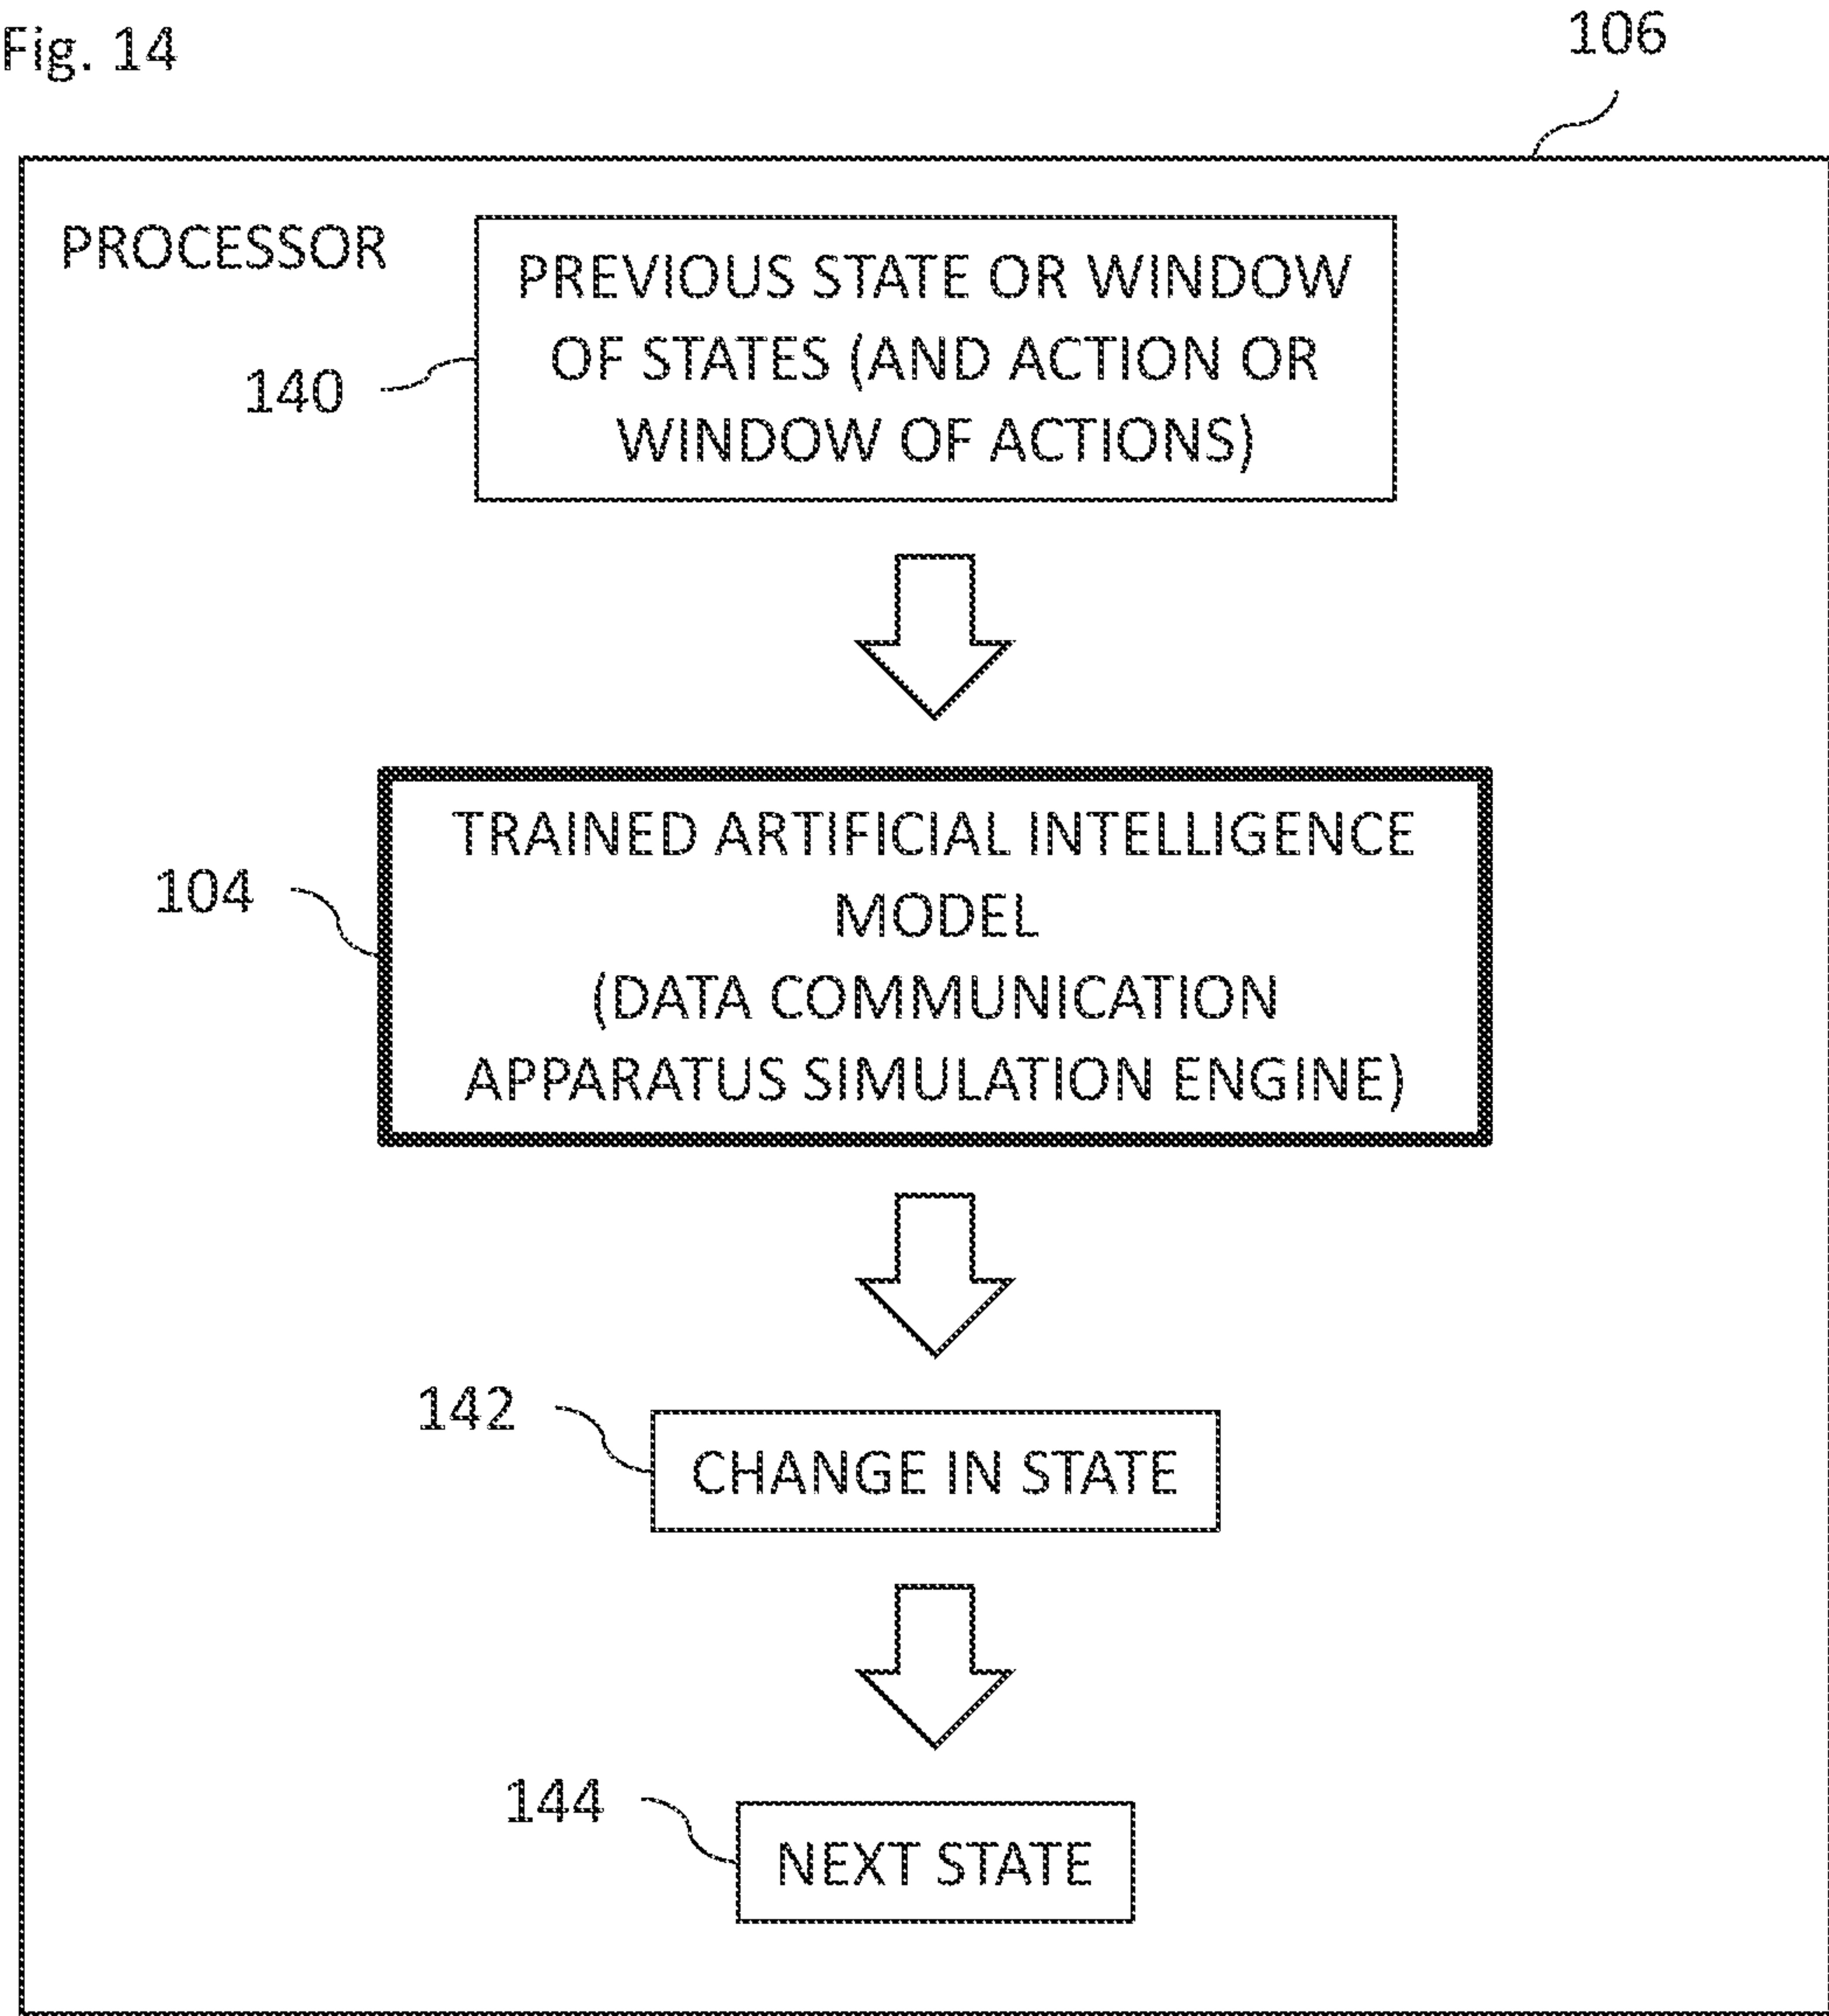 Fig. 14
106
PROCESSOR
PREVIOUS STATE OR WINDOW
OF STATES (AND ACTION OR
WINDOW OF ACTIONS)
140
TRAINED ARTIFICIAL INTELLIGENCE
MODEL
(DATA COMMUNICATION
APPARATUS SIMULATION ENGINE)
104
142
CHANGE IN STATE
144
NEXT STATE